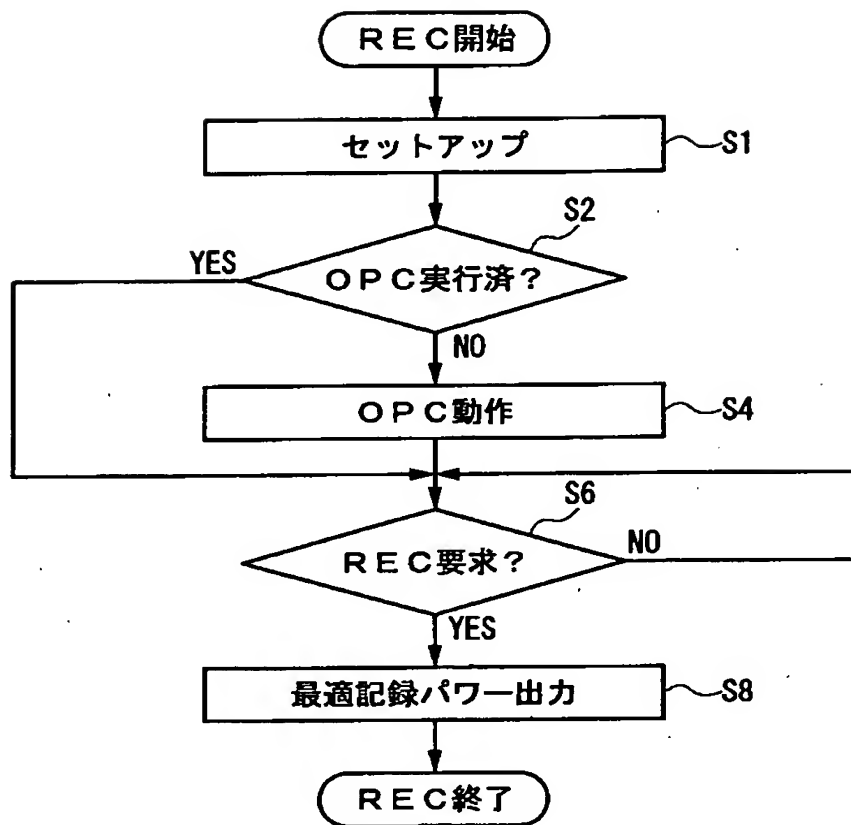 REC開始
セットアップ
S1
S2
YES
OPC実行済？
NO
OPC動作
S4
S6
REC要求？
NO
YES
最適記録パワー出力
S8
REC終了